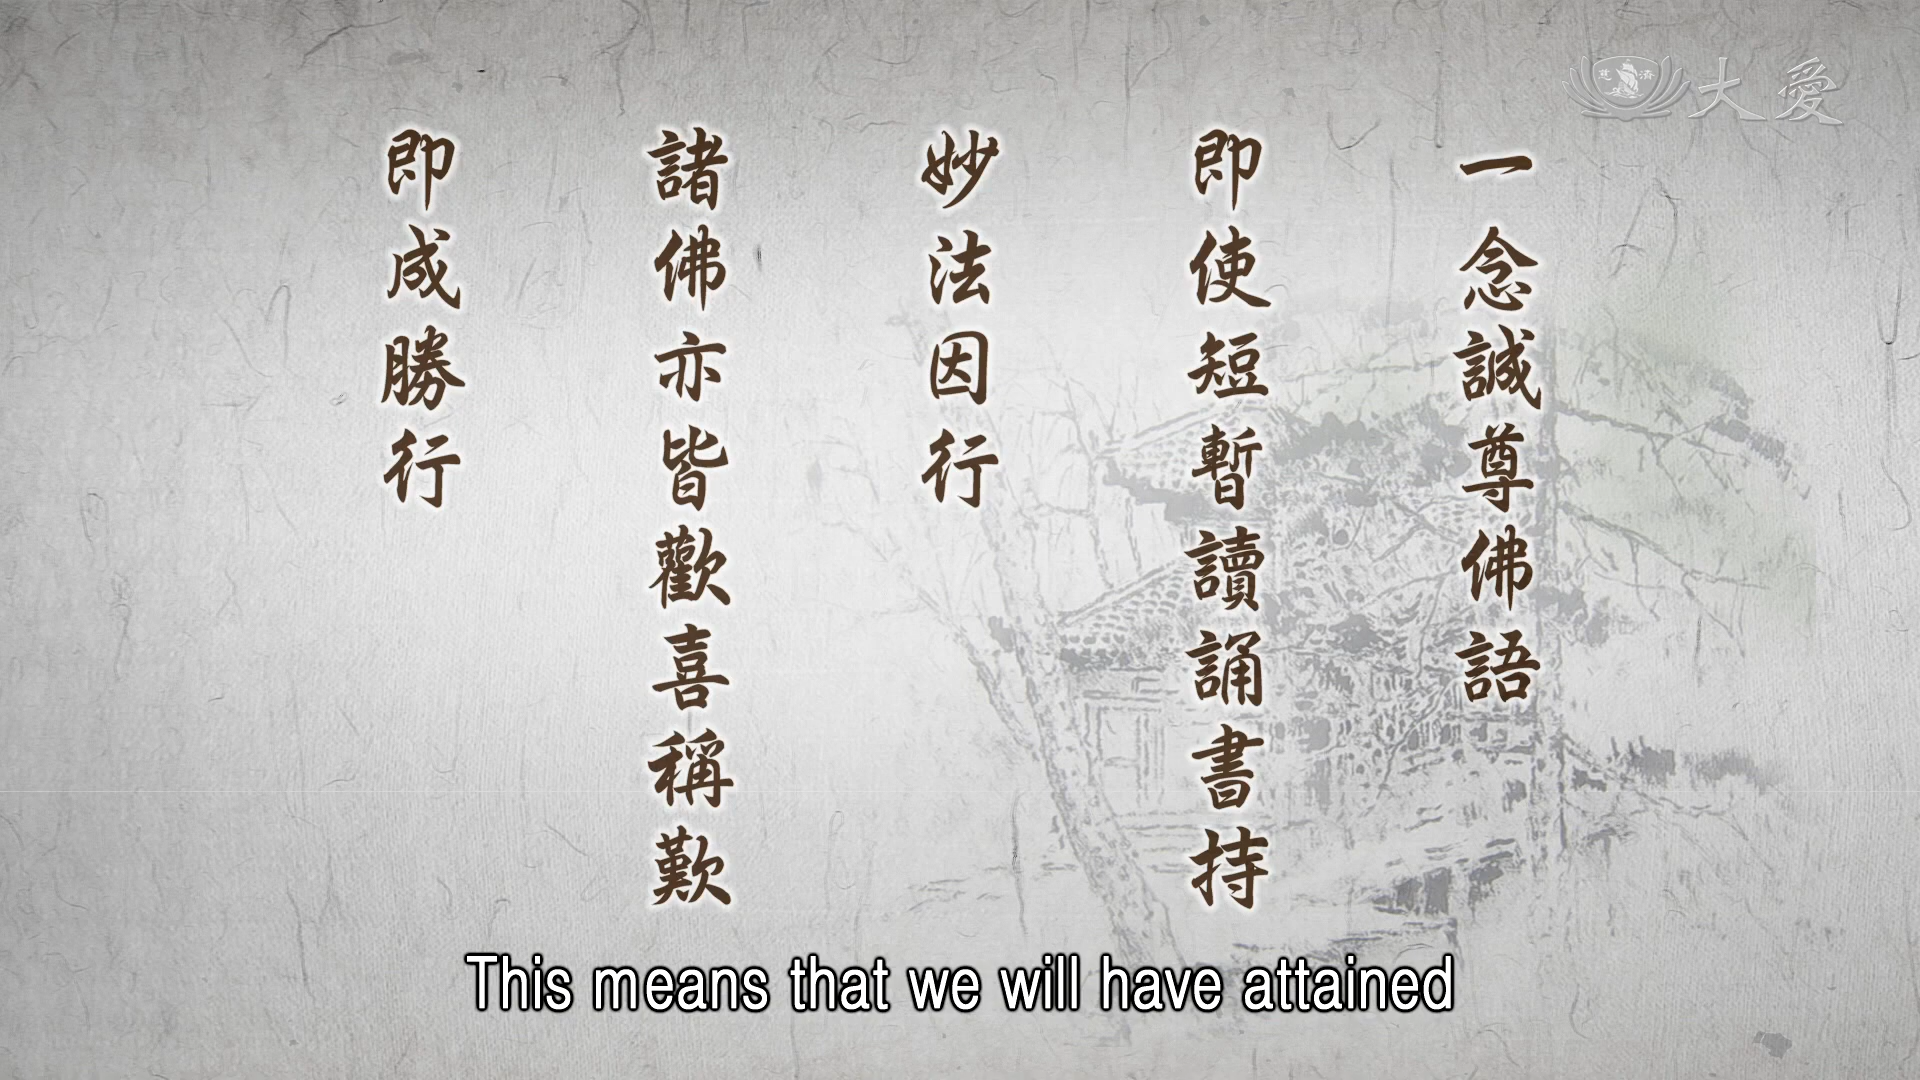 一念誠尊佛語
即使短暫讀誦書持
妙法因行
諸佛亦皆歡喜稱歎
即成勝行
慈濟
大愛
This means that we will have attained